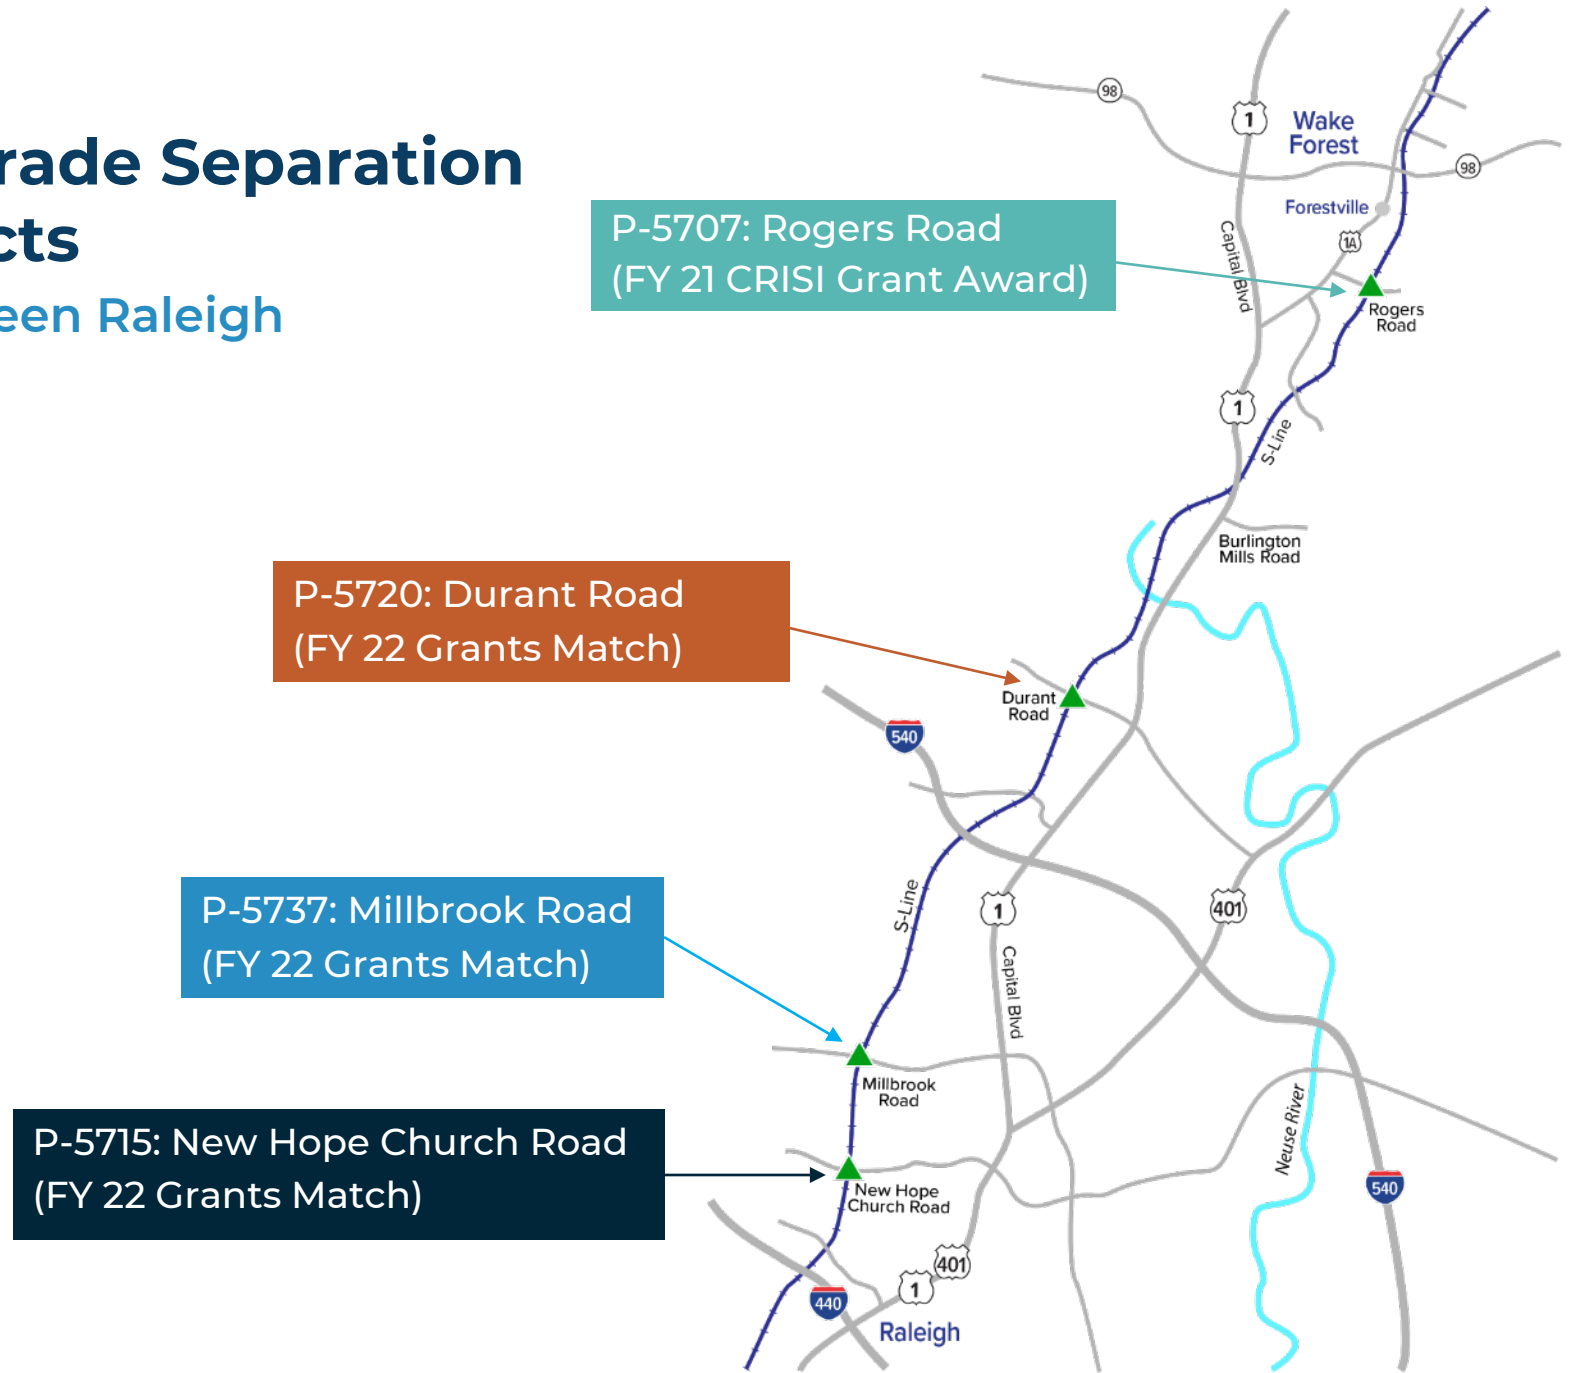 rade Separation
cts
een Raleigh
P-5707: Rogers Road
(FY 21 CRISI Grant Award)
P-5720: Durant Road
(FY 22 Grants Match)
P-5737: Millbrook Road
(FY 22 Grants Match)
P-5715: New Hope Church Road
(FY 22 Grants Match)
98
1
Wake
Forest
98
Forestville
1A
Capital Blvd
Rogers
Road
1
S-Line
Burlington
Mills Road
Durant
Road
540
S-Line
1
401
Capital Blvd
Millbrook
Road
Neuse River
New Hope
Church Road
540
401
1
440
Raleigh